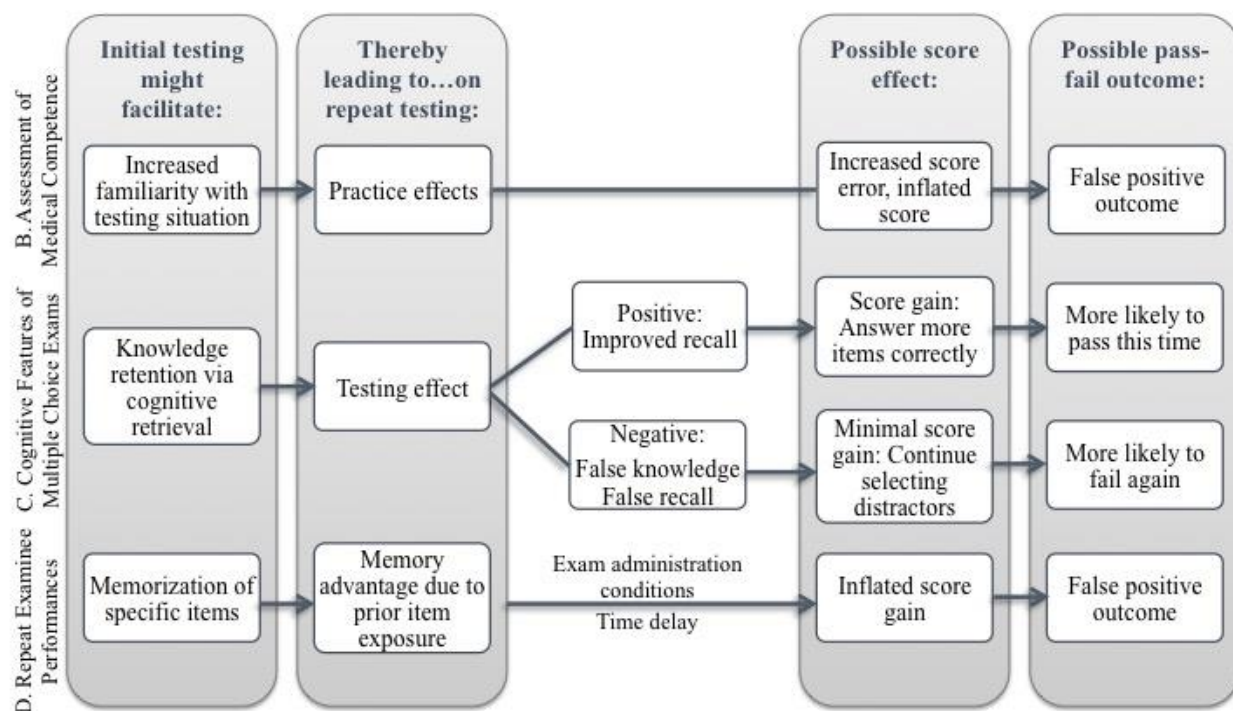 Initial testing
might
facilitate:
Thereby
leading to…on
repeat testing:
Possible score
effect:
Possible pass-
fail outcome:
B. Assessment of
Medical Competence
Increased
familiarity with
testing situation
Practice effects
Increased score
error, inflated
score
False positive
outcome
C. Cognitive Features of
Multiple Choice Exams
Knowledge
retention via
cognitive
retrieval
Testing effect
Positive:
Improved recall
Score gain:
Answer more
items correctly
More likely to
pass this time
Negative:
False knowledge
False recall
Minimal score
gain: Continue
selecting
distractors
More likely to
fail again
D. Repeat Examinee
Performances
Memorization of
specific items
Memory
advantage due to
prior item
exposure
Exam administration
conditions
Time delay
Inflated score
gain
False positive
outcome